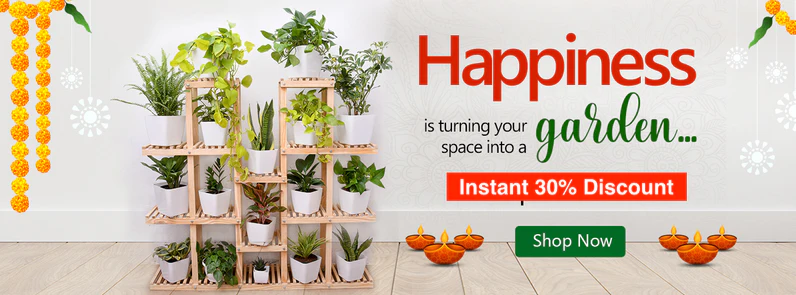 Happiness
is turning your
space into a
garden...
Instant 30% Discount
Shop Now